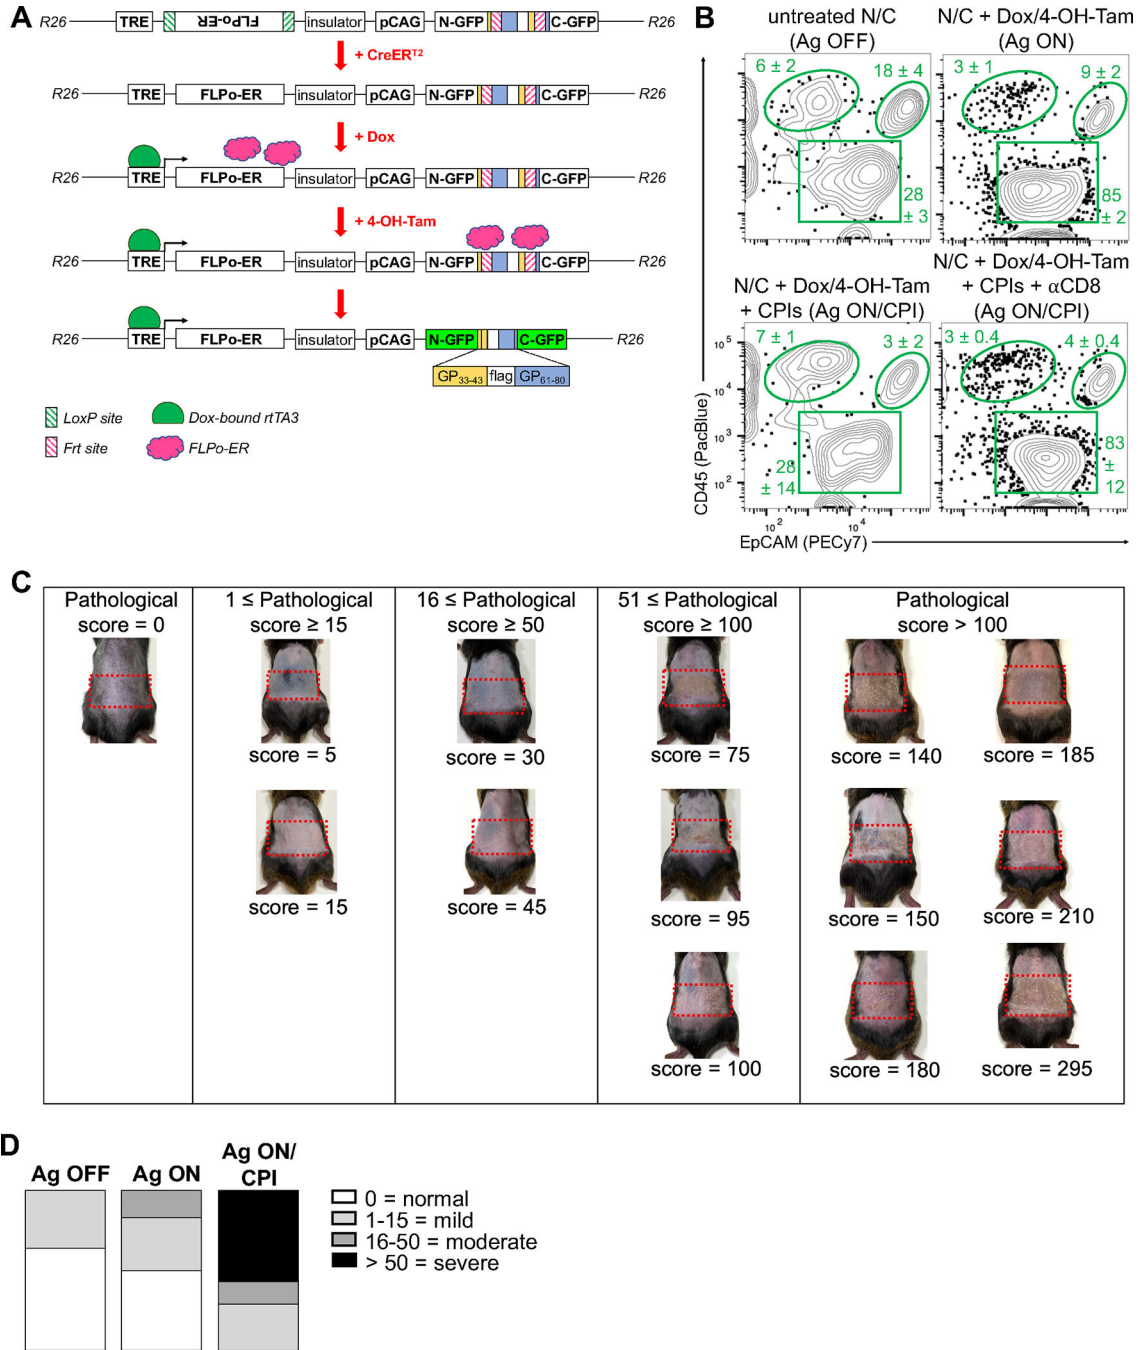 A
R26
TRE
FLPo-ER
insulator
pCAG
N-GFP
C-GFP
R26
+ CreERT2
R26
TRE
FLPo-ER
insulator
pCAG
N-GFP
C-GFP
R26
+ Dox
R26
TRE
FLPo-ER
insulator
pCAG
N-GFP
C-GFP
R26
+ 4-OH-Tam
R26
TRE
FLPo-ER
insulator
pCAG
N-GFP
C-GFP
R26
R26
TRE
FLPo-ER
insulator
pCAG
N-GFP
C-GFP
R26
GP33-43
flag
GP61-80
LoxP site
Dox-bound rtTA3
Frt site
FLPo-ER
B
untreated N/C
(Ag OFF)
6 ± 2
18 ± 4
28
± 3
N/C + Dox/4-OH-Tam
(Ag ON)
3 ± 1
9 ± 2
85
± 2
N/C + Dox/4-OH-Tam
+ CPIs (Ag ON/CPI)
7 ± 1
3 ± 2
28
± 14
N/C + Dox/4-OH-Tam
+ CPIs + αCD8
(Ag ON/CPI)
3 ± 0.4
4 ± 0.4
83
±
12
10^5
10^4
10^3
10^2
10^2
10^4
CD45 (PacBlue)
EpCAM (PECy7)
C
Pathological
score = 0
1 ≤ Pathological
score ≥ 15
score = 5
score = 15
16 ≤ Pathological
score ≥ 50
score = 30
score = 45
51 ≤ Pathological
score ≥ 100
score = 75
score = 95
score = 100
Pathological
score > 100
score = 140
score = 185
score = 150
score = 210
score = 180
score = 295
D
Ag OFF
Ag ON
Ag ON/
CPI
0 = normal
1-15 = mild
16-50 = moderate
> 50 = severe